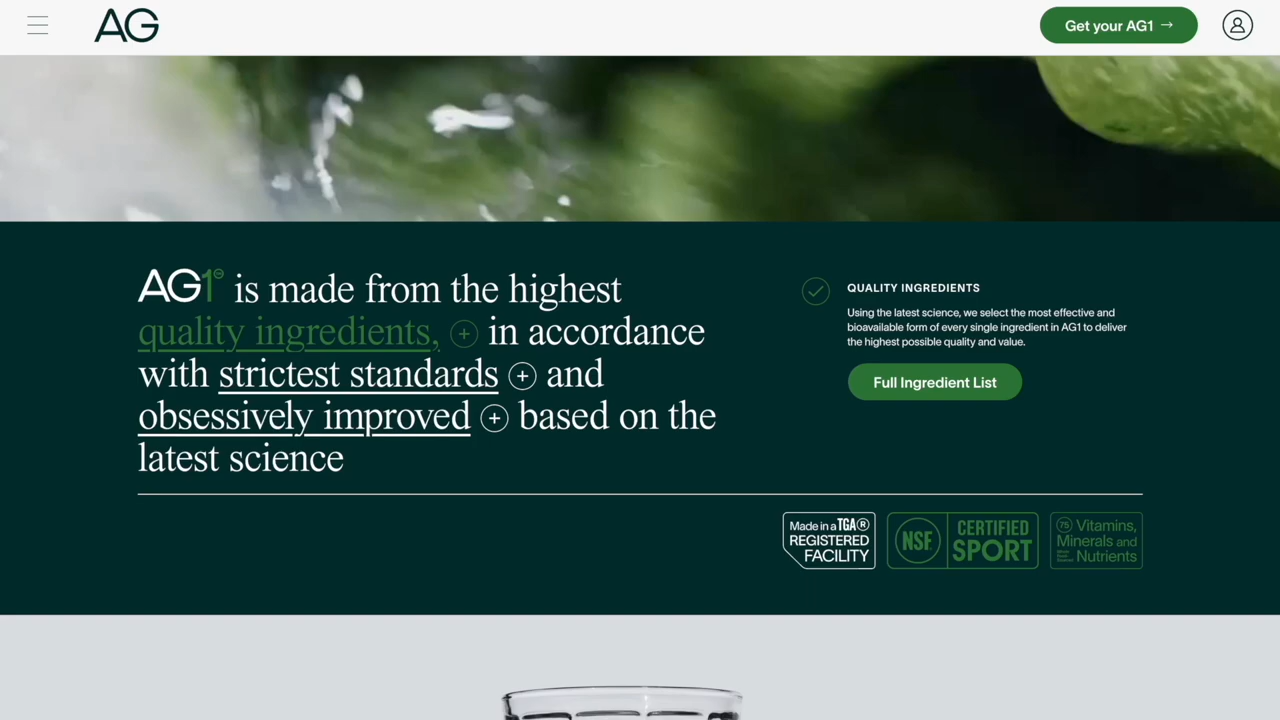 AG
Get your AG1 →
AG1 is made from the highest
quality ingredients, in accordance
with strictest standards and
obsessively improved based on the
latest science
QUALITY INGREDIENTS
Using the latest science, we select the most effective and
bioavailable form of every single ingredient in AG1 to deliver
the highest possible quality and value.
Full Ingredient List
Made in a TGA®
REGISTERED
FACILITY
NSF
CERTIFIED
SPORT
75 Vitamins,
Minerals and
Nutrients